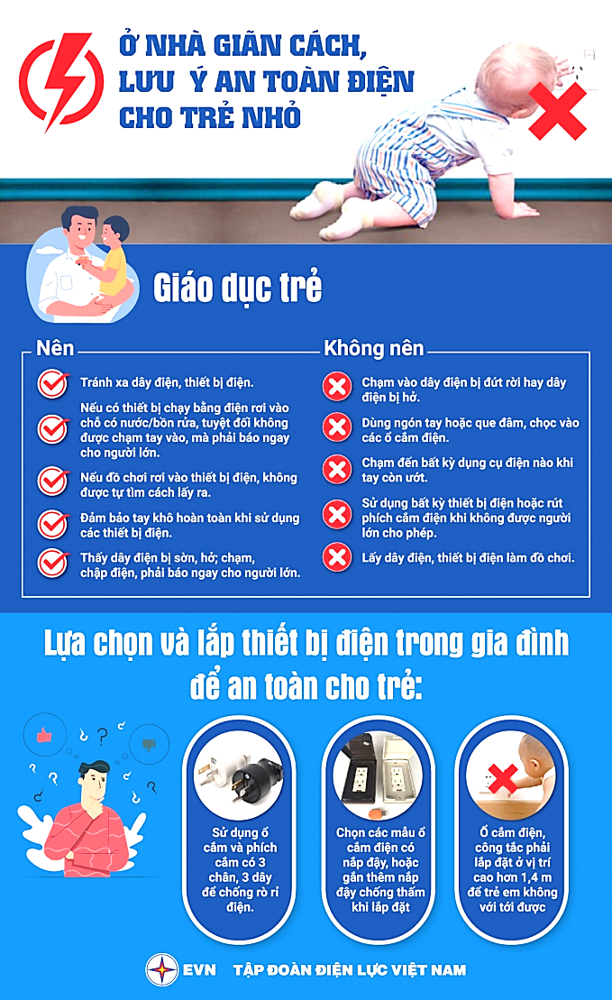 Ở NHÀ GIÃN CÁCH,
LƯU Ý AN TOÀN ĐIỆN
CHO TRẺ NHỎ
Giáo dục trẻ
Nên
Tránh xa dây điện, thiết bị điện.
Nếu có thiết bị chạy bằng điện rơi vào
chỗ có nước/bồn rửa, tuyệt đối không
được chạm tay vào, mà phải báo ngay
cho người lớn.
Nếu đồ chơi rơi vào thiết bị điện, không
được tự tìm cách lấy ra.
Đảm bảo tay khô hoàn toàn khi sử dụng
các thiết bị điện.
Thấy dây điện bị sờn, hở; chạm,
chập điện, phải báo ngay cho người lớn.
Không nên
Chạm vào dây điện bị đứt rời hay dây
điện bị hở.
Dùng ngón tay hoặc que đâm, chọc vào
các ổ cắm điện.
Chạm đến bất kỳ dụng cụ điện nào khi
tay còn ướt.
Sử dụng bất kỳ thiết bị điện hoặc rút
phích cắm điện khi không được người
lớn cho phép.
Lấy dây điện, thiết bị điện làm đồ chơi.
Lựa chọn và lắp thiết bị điện trong gia đình
để an toàn cho trẻ:
Sử dụng ổ
cắm và phích
cắm có 3
chân, 3 dây
để chống rò rỉ
điện.
Chọn các mẫu ổ
cắm điện có
nắp đậy, hoặc
gắn thêm nắp
đậy chống thấm
khi lắp đặt
Ổ cắm điện,
công tắc phải
lắp đặt ở vị trí
cao hơn 1,4 m
để trẻ em không
với tới được
EVN TẬP ĐOÀN ĐIỆN LỰC VIỆT NAM